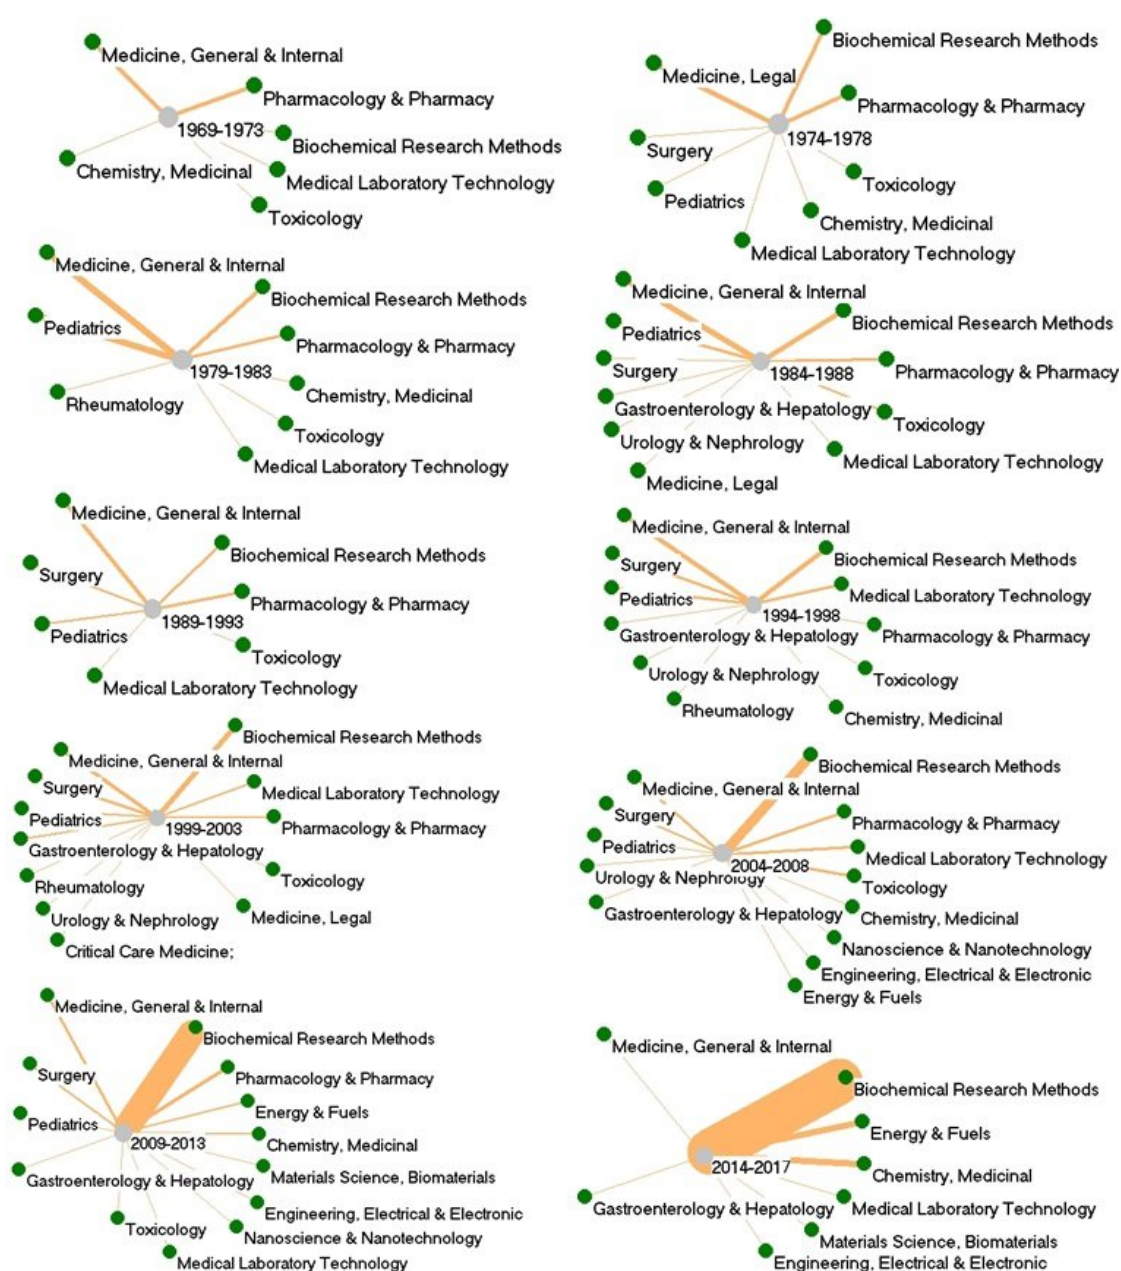 Medicine, General & Internal
Pharmacology & Pharmacy
1969-1973
Biochemical Research Methods
Chemistry, Medicinal
Medical Laboratory Technology
Toxicology
Biochemical Research Methods
Medicine, Legal
Pharmacology & Pharmacy
1974-1978
Surgery
Toxicology
Pediatrics
Chemistry, Medicinal
Medical Laboratory Technology
Medicine, General & Internal
Biochemical Research Methods
Pediatrics
Pharmacology & Pharmacy
1979-1983
Chemistry, Medicinal
Rheumatology
Toxicology
Medical Laboratory Technology
Medicine, General & Internal
Biochemical Research Methods
Pediatrics
Surgery
1984-1988
Pharmacology & Pharmacy
Gastroenterology & Hepatology
Toxicology
Urology & Nephrology
Medical Laboratory Technology
Medicine, Legal
Medicine, General & Internal
Biochemical Research Methods
Surgery
Pharmacology & Pharmacy
1989-1993
Pediatrics
Toxicology
Medical Laboratory Technology
Medicine, General & Internal
Biochemical Research Methods
Surgery
Medical Laboratory Technology
Pediatrics
1994-1998
Gastroenterology & Hepatology
Pharmacology & Pharmacy
Urology & Nephrology
Toxicology
Rheumatology
Chemistry, Medicinal
Biochemical Research Methods
Medicine, General & Internal
Surgery
Medical Laboratory Technology
Pediatrics
1999-2003
Pharmacology & Pharmacy
Gastroenterology & Hepatology
Toxicology
Rheumatology
Urology & Nephrology
Medicine, Legal
Critical Care Medicine;
Biochemical Research Methods
Medicine, General & Internal
Surgery
Pharmacology & Pharmacy
Pediatrics
Medical Laboratory Technology
2004-2008
Urology & Nephrology
Toxicology
Gastroenterology & Hepatology
Chemistry, Medicinal
Nanoscience & Nanotechnology
Engineering, Electrical & Electronic
Energy & Fuels
Medicine, General & Internal
Biochemical Research Methods
Surgery
Pharmacology & Pharmacy
Energy & Fuels
Pediatrics
2009-2013
Chemistry, Medicinal
Gastroenterology & Hepatology
Materials Science, Biomaterials
Engineering, Electrical & Electronic
Toxicology
Nanoscience & Nanotechnology
Medical Laboratory Technology
Medicine, General & Internal
Biochemical Research Methods
Energy & Fuels
2014-2017
Chemistry, Medicinal
Gastroenterology & Hepatology
Medical Laboratory Technology
Materials Science, Biomaterials
Engineering, Electrical & Electronic